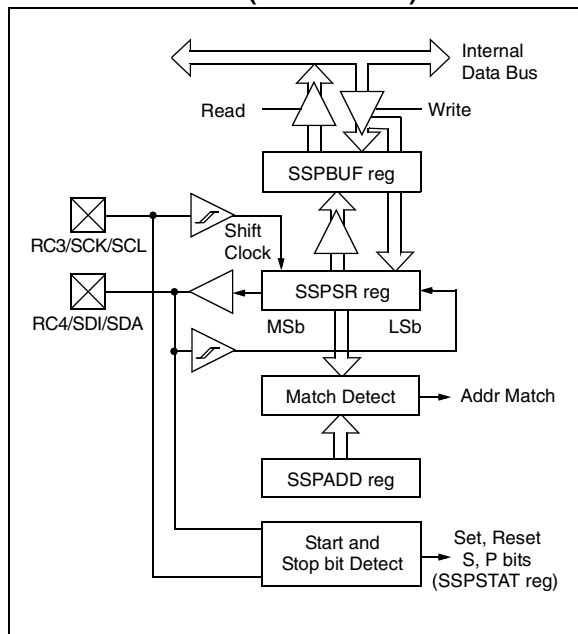 Internal
Data Bus
Read
Write
SSPBUF reg
RC3/SCK/SCL
Shift
Clock
SSPSR reg
RC4/SDI/SDA
MSb
LSb
Match Detect
Addr Match
SSPADD reg
Start and
Stop bit Detect
Set, Reset
S, P bits
(SSPSTAT reg)